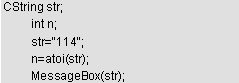 CString str;
int n;
str="114";
n=atoi(str);
MessageBox(str);